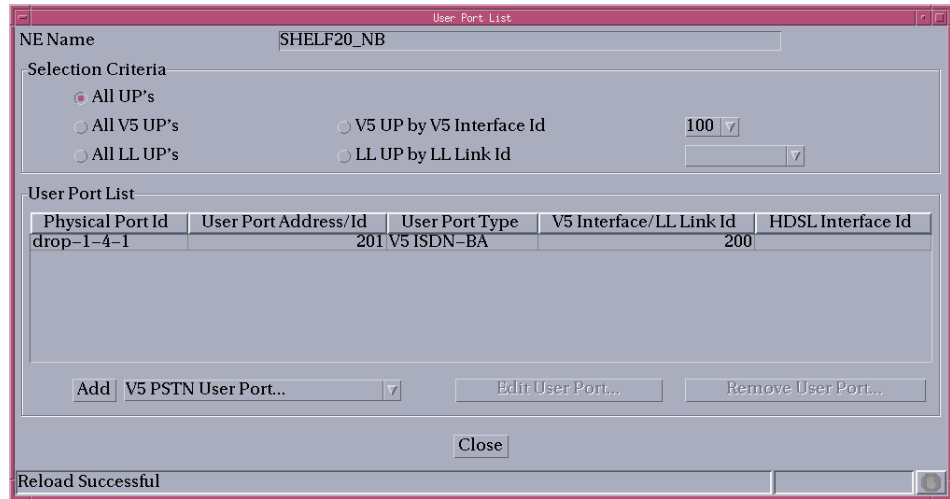 User Port List
NE Name SHELF20_NB
Selection Criteria
All UP's
All V5 UP's V5 UP by V5 Interface Id 100
All LL UP's LL UP by LL Link Id
User Port List
Physical Port Id User Port Address/Id User Port Type V5 Interface/LL Link Id HDSL Interface Id
drop-1-4-1 201 V5 ISDN-BA 200
Add V5 PSTN User Port... Edit User Port... Remove User Port...
Close
Reload Successful